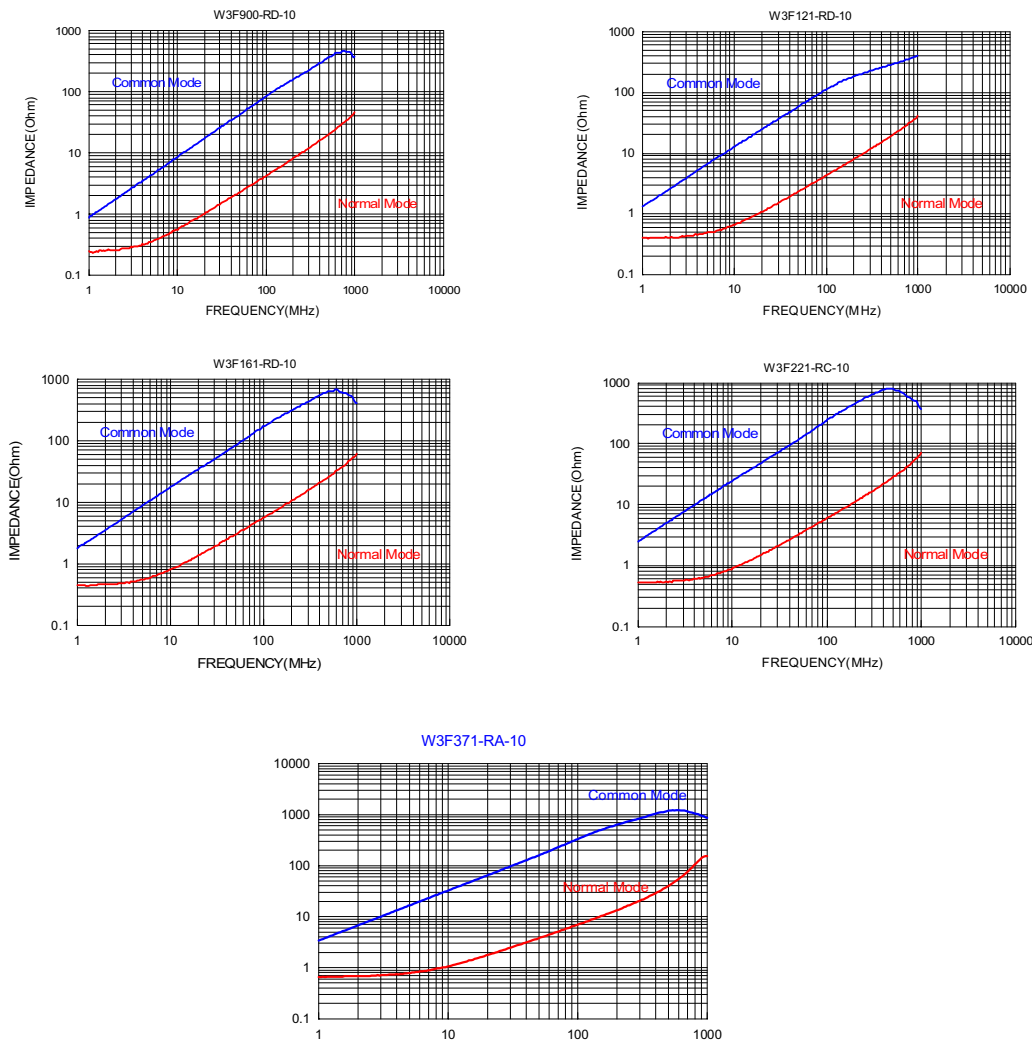 W3F900-RD-10
1000
100
10
1
0.1
IMPEDANCE(Ohm)
Common Mode
Normal Mode
1 10 100 1000 10000
FREQUENCY(MHz)
W3F121-RD-10
1000
100
10
1
0.1
IMPEDANCE(Ohm)
Common Mode
Normal Mode
1 10 100 1000 10000
FREQUENCY(MHz)
W3F161-RD-10
1000
100
10
1
0.1
IMPEDANCE(Ohm)
Common Mode
Normal Mode
1 10 100 1000 10000
FREQUENCY(MHz)
W3F221-RC-10
1000
100
10
1
0.1
IMPEDANCE(Ohm)
Common Mode
Normal Mode
1 10 100 1000 10000
FREQUENCY(MHz)
W3F371-RA-10
10000
1000
100
10
1
0.1
Common Mode
Normal Mode
1 10 100 1000